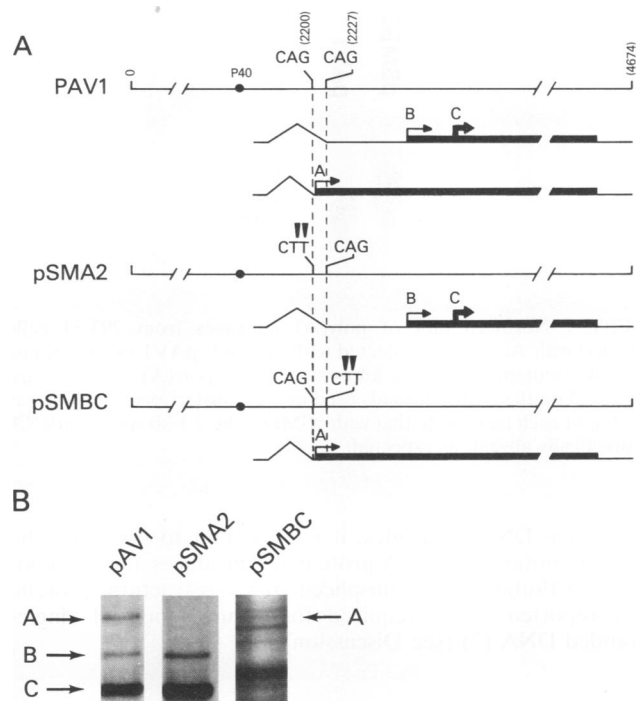 A
(2200)
(2227)
CAG
CAG
0
P40
(4674)
PAV1
B
C
A
CTT
CAG
pSMA2
B
C
CAG
CTT
pSMBC
A
B
pAV1
pSMA2
pSMBC
A
A
B
C